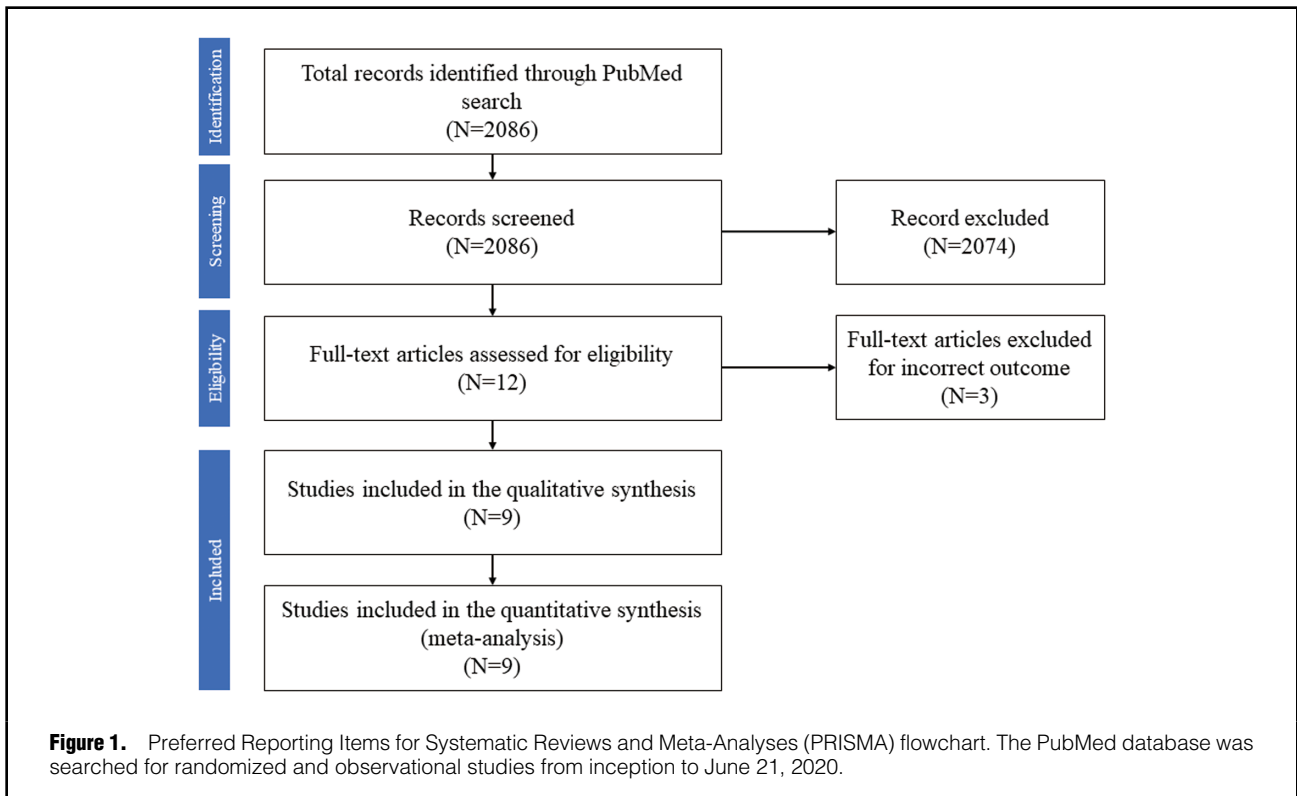 Identification
Total records identified through PubMed
search
(N=2086)
Screening
Records screened
(N=2086)
Record excluded
(N=2074)
Eligibility
Full-text articles assessed for eligibility
(N=12)
Full-text articles excluded
for incorrect outcome
(N=3)
Included
Studies included in the qualitative synthesis
(N=9)
Studies included in the quantitative synthesis
(meta-analysis)
(N=9)
Figure 1. Preferred Reporting Items for Systematic Reviews and Meta-Analyses (PRISMA) flowchart. The PubMed database was
searched for randomized and observational studies from inception to June 21, 2020.